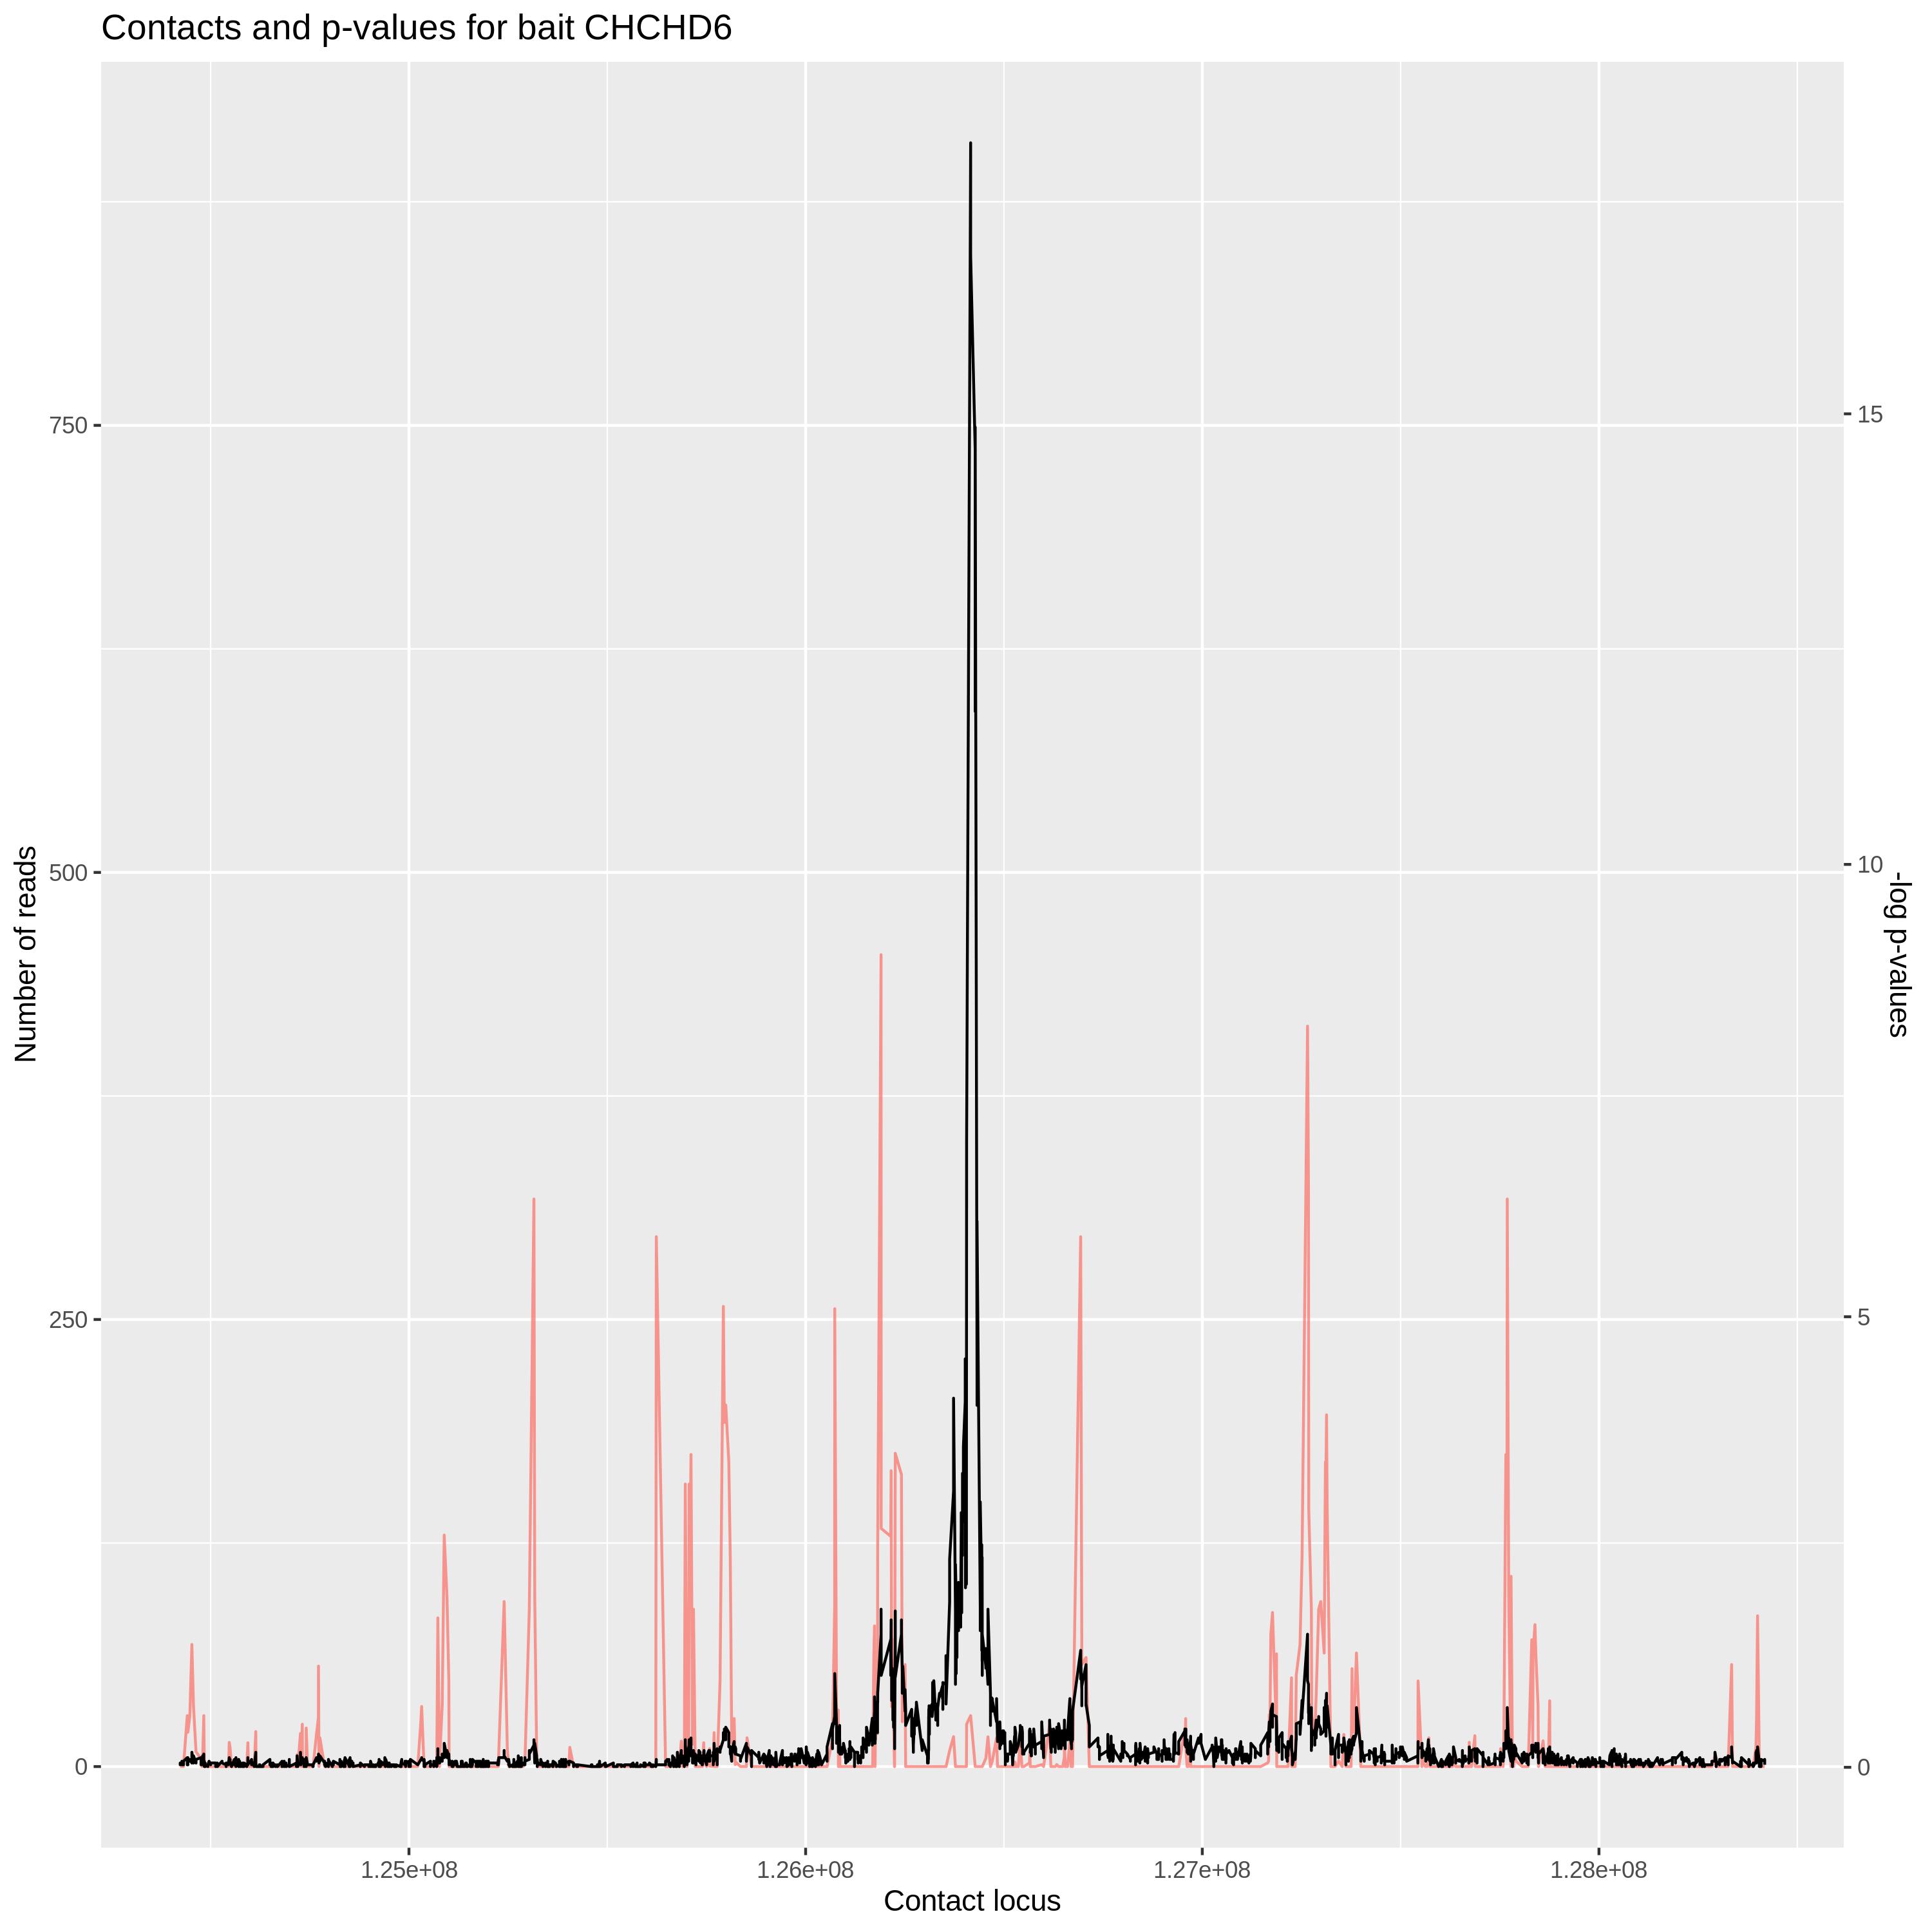 Contacts and p-values for bait CHCHD6
Number of reads
750
500
250
0
15
10
5
0
-log p-values
1.25e+08
1.26e+08
1.27e+08
1.28e+08
Contact locus